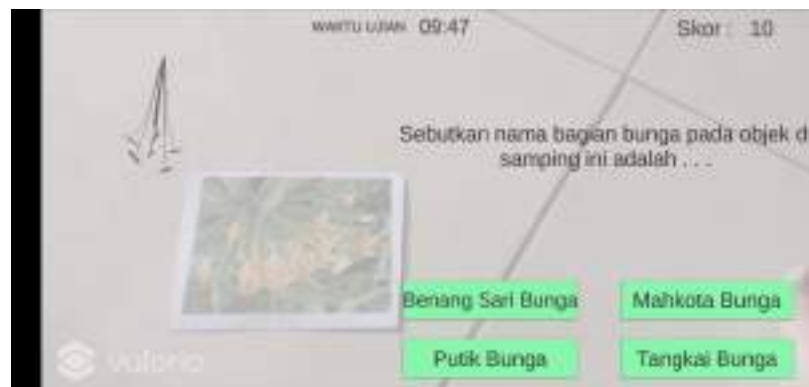 WAKTU UJIAN 09:47
Skor : 10
Sebutkan nama bagian bunga pada objek d
samping ini adalah . . .
Benang Sari Bunga
Mahkota Bunga
Putik Bunga
Tangkai Bunga
vuforia